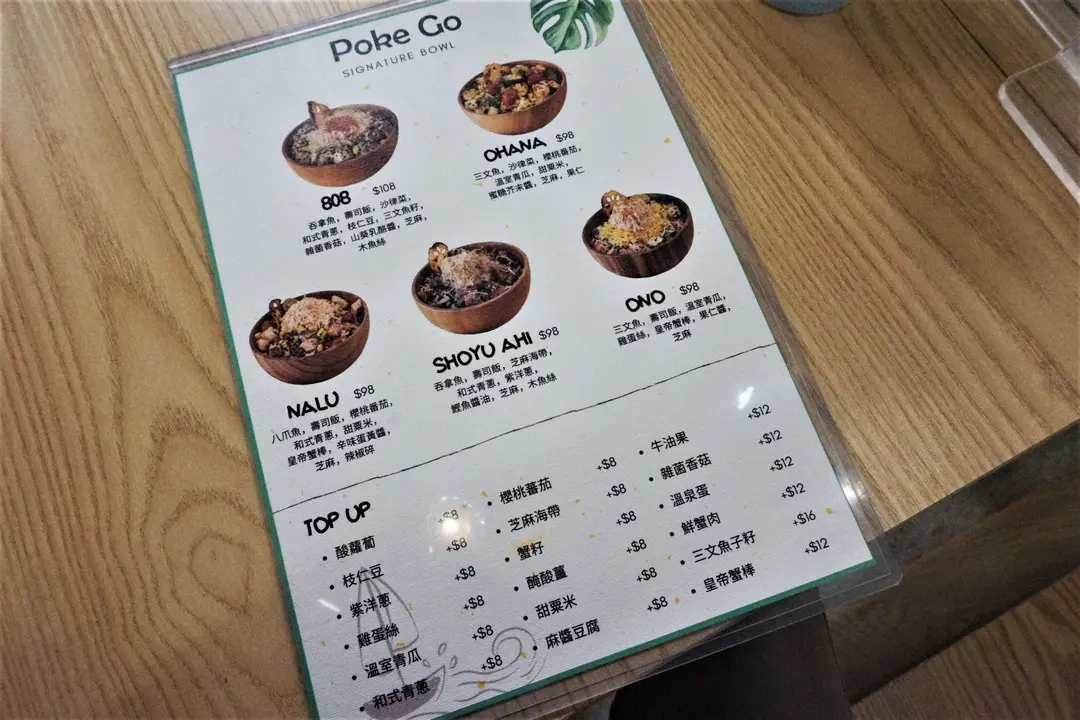 Poke Go
SIGNATURE BOWL
808 $108
吞拿魚，壽司飯，沙律菜，
和式青蔥，枝仁豆，三文魚籽，
雜菌香菇，山葵乳酪醬，芝麻，
木魚絲
OHANA $98
三文魚，沙律菜，櫻桃番茄，
溫室青瓜，甜粟米，
蜜糖芥末醬，芝麻，果仁
NALU $98
八爪魚，壽司飯，櫻桃番茄，
和式青蔥，甜粟米，
皇帝蟹棒，辛味蛋黃醬，
芝麻，辣椒碎
SHOYU AHI $98
吞拿魚，壽司飯，芝麻海帶，
和式青蔥，紫洋蔥，
鰹魚醬油，芝麻，木魚絲
ONO $98
三文魚，壽司飯，溫室青瓜，
雞蛋絲，皇帝蟹棒，果仁醬，
芝麻
TOP UP
• 酸蘿蔔 +$8
• 枝仁豆 +$8
• 紫洋蔥 +$8
• 雞蛋絲 +$8
• 溫室青瓜 +$8
• 和式青蔥 +$8
• 櫻桃蕃茄 +$8
• 芝麻海帶 +$8
• 蟹籽 +$8
• 醃酸薑 +$8
• 甜粟米 +$8
• 麻醬豆腐 +$8
• 牛油果 +$12
• 雜菌香菇 +$12
• 溫泉蛋 +$12
• 鮮蟹肉 +$12
• 三文魚子籽 +$16
• 皇帝蟹棒 +$12